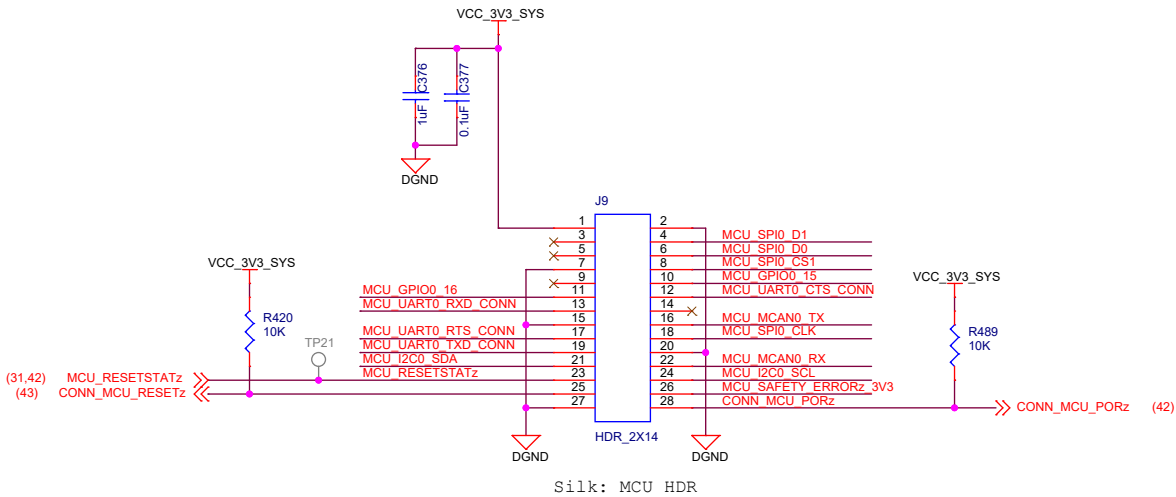 VCC_3V3_SYS
C376
1uF
C377
0.1uF
DGND
J9
1 2
3 4 MCU_SPI0_D1
5 6 MCU_SPI0_D0
7 8 MCU_SPI0_CS1
9 10 MCU_GPIO0_15
MCU_GPIO0_16 11 12 MCU_UART0_CTS_CONN
MCU_UART0_RXD_CONN 13 14
15 16 MCU_MCAN0_TX
MCU_UART0_RTS_CONN 17 18 MCU_SPI0_CLK
MCU_UART0_TXD_CONN 19 20
MCU_I2C0_SDA 21 22 MCU_MCAN0_RX
MCU_RESETSTATz 23 24 MCU_I2C0_SCL
25 26 MCU_SAFETY_ERRORz_3V3
27 28 CONN_MCU_PORz
HDR_2X14
VCC_3V3_SYS
R420
10K
TP21
(31,42) MCU_RESETSTATz
(43) CONN_MCU_RESETz
VCC_3V3_SYS
R489
10K
CONN_MCU_PORz (42)
DGND
DGND
Silk: MCU HDR